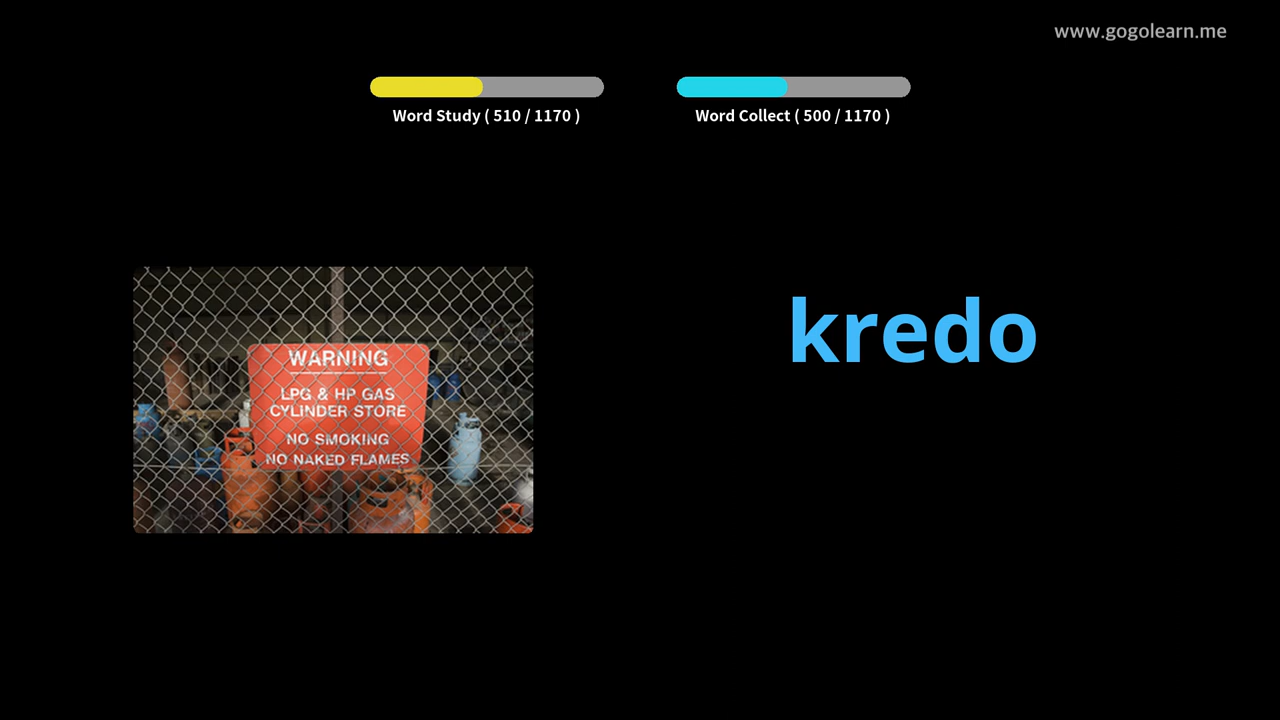 www.gogolearn.me
Word Study ( 510 / 1170 )
Word Collect ( 500 / 1170 )
WARNING
LPG & HP GAS
CYLINDER STORE
NO SMOKING
NO NAKED FLAMES
kredo